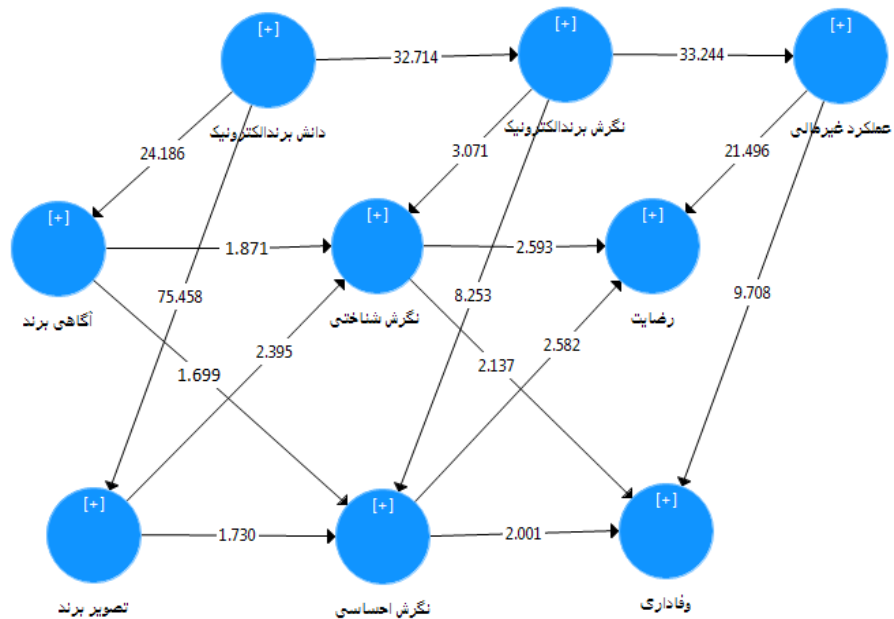 [+]
[+]
[+]
32.714
33.244
دانش برندالکترونیک
نگرش برندالکترونیک
عملکرد غیرمالی
24.186
3.071
21.496
[+]
[+]
[+]
1.871
2.593
75.458
8.253
9.708
آگاهی برند
نگرش شناختی
رضایت
2.395
2.582
1.699
2.137
[+]
[+]
[+]
1.730
2.001
تصویر برند
نگرش احساسی
وفاداری